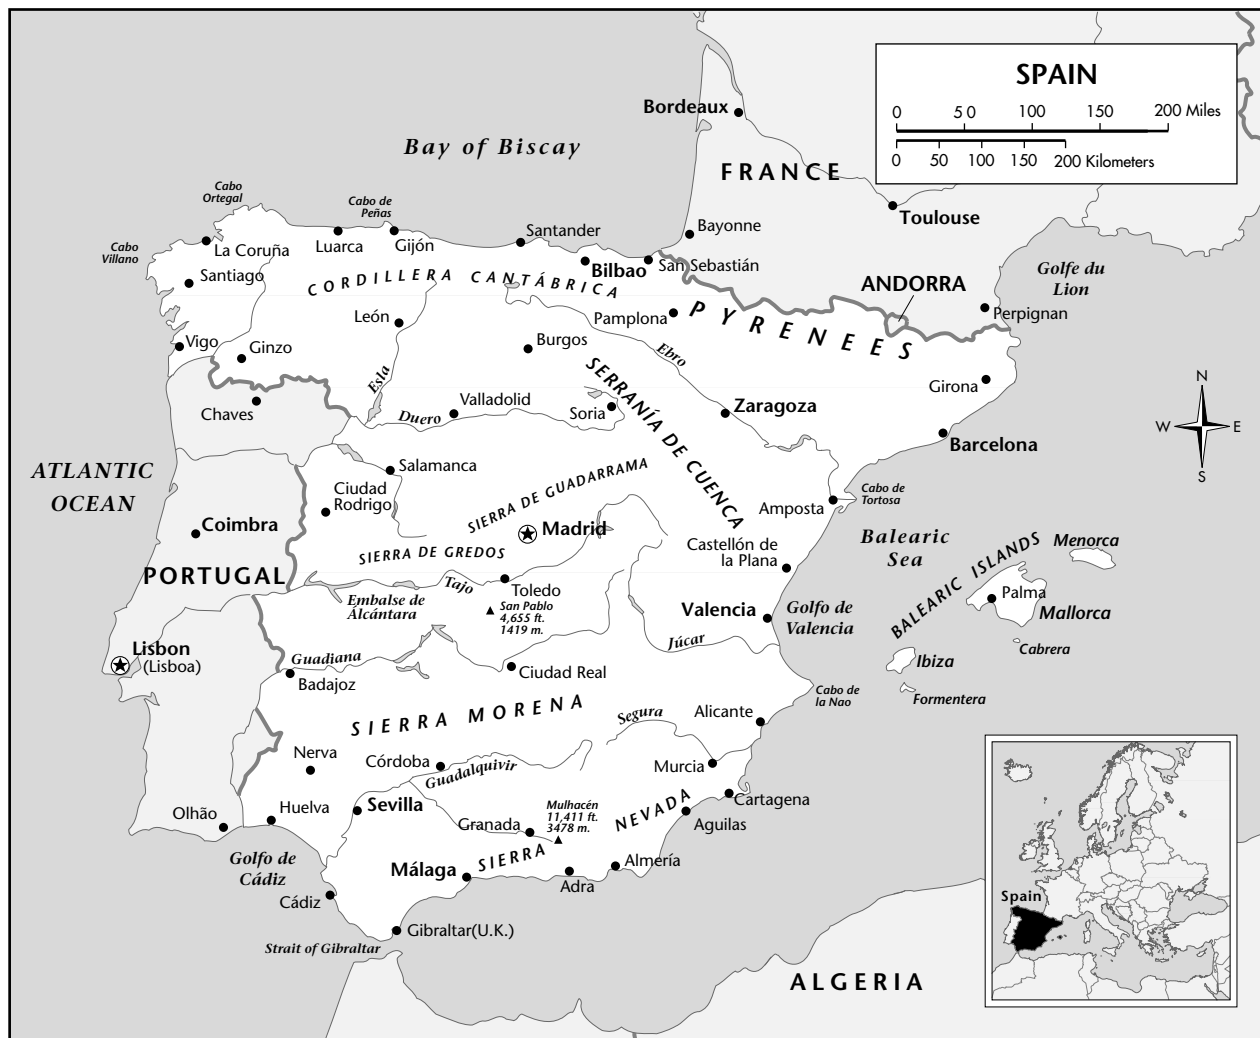 SPAIN
0 50 100 150 200 Miles
0 50 100 150 200 Kilometers
Bordeaux
Bay of Biscay
FRANCE
Toulouse
Cabo
Ortegal
Cabo de
Peñas
Cabo
Villano
La Coruña
Luarca
Gijón
Santander
Bayonne
Santiago
Bilbao
San Sebastián
CORDILLERA CANTÁBRICA
ANDORRA
Golfe du
Lion
León
Pamplona
PYRENEES
Perpignan
Vigo
Ginzo
Burgos
Ebro
Esla
SERRANÍA DE CUENCA
Girona
Chaves
Duero
Valladolid
Soria
Zaragoza
Barcelona
N
W
E
S
ATLANTIC
OCEAN
Salamanca
Ciudad
Rodrigo
SIERRA DE GUADARRAMA
Cabo de
Tortosa
Amposta
Coimbra
Madrid
SIERRA DE GREDOS
Castellón de
la Plana
Balearic
Sea
BALEARIC ISLANDS
Menorca
PORTUGAL
Tajo
Toledo
Embalse de
Alcántara
San Pablo
4,655 ft.
1419 m.
Valencia
Golfo de
Valencia
Palma
Mallorca
Cabrera
Lisbon
(Lisboa)
Guadiana
Badajoz
Ciudad Real
Júcar
Ibiza
Formentera
Cabo de
la Nao
SIERRA MORENA
Segura
Alicante
Nerva
Córdoba
Guadalquivir
Murcia
Olhão
Huelva
Sevilla
Mulhacén
11,411 ft.
3478 m.
Granada
SIERRA NEVADA
Cartagena
Aguilas
Golfo de
Cádiz
Málaga
Adra
Almería
Cádiz
Gibraltar(U.K.)
Strait of Gibraltar
ALGERIA
Spain